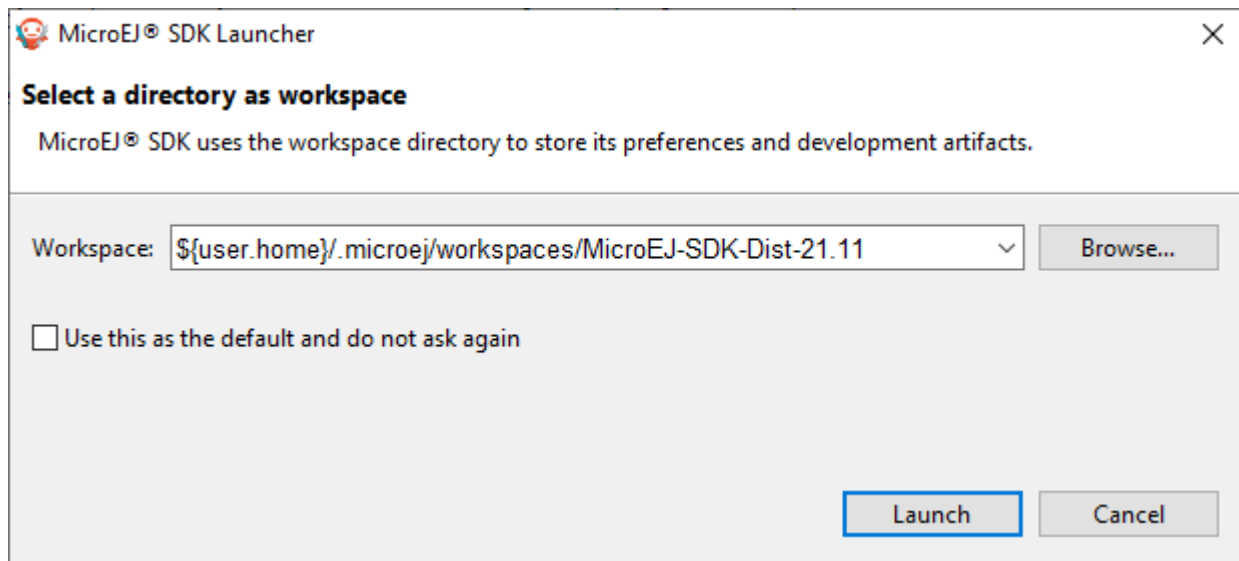 MicroEJ® SDK Launcher
Select a directory as workspace
MicroEJ® SDK uses the workspace directory to store its preferences and development artifacts.
Workspace: ${user.home}/.microej/workspaces/MicroEJ-SDK-Dist-21.11 Browse...
Use this as the default and do not ask again
Launch Cancel